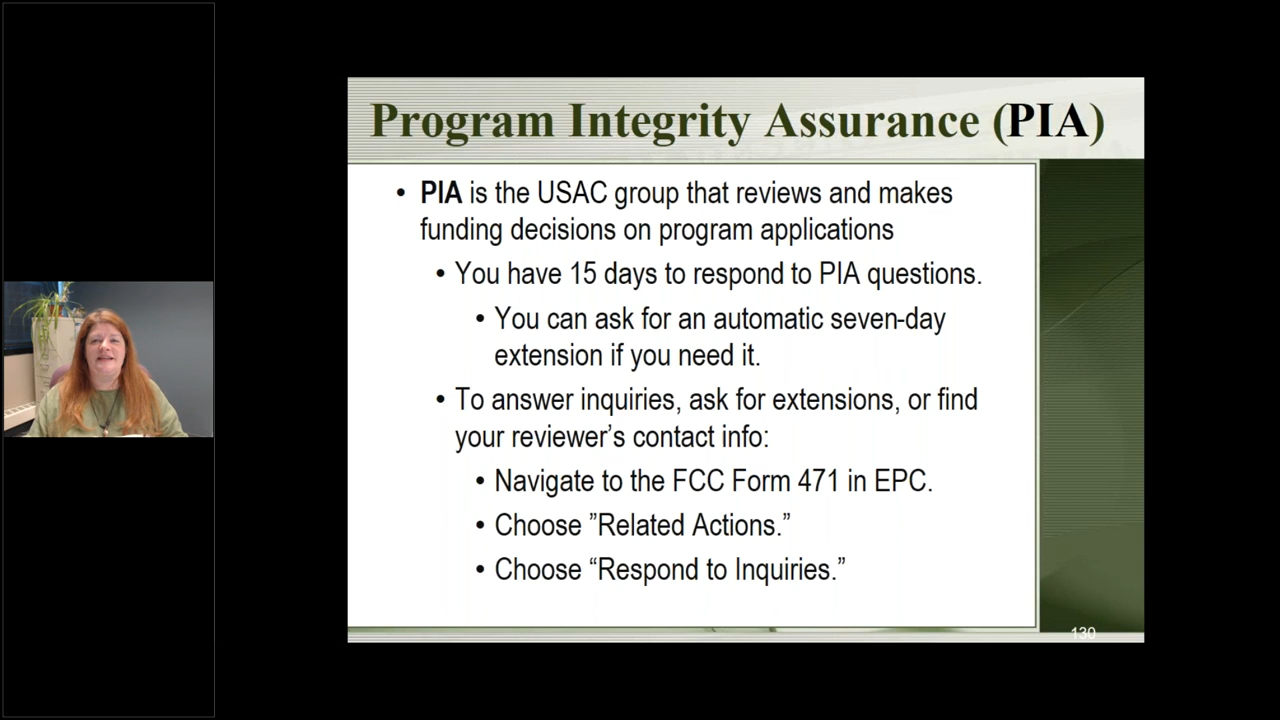 Program Integrity Assurance (PIA)
• PIA is the USAC group that reviews and makes
funding decisions on program applications
• You have 15 days to respond to PIA questions.
• You can ask for an automatic seven-day
extension if you need it.
• To answer inquiries, ask for extensions, or find
your reviewer’s contact info:
• Navigate to the FCC Form 471 in EPC.
• Choose ”Related Actions.”
• Choose “Respond to Inquiries.”
130